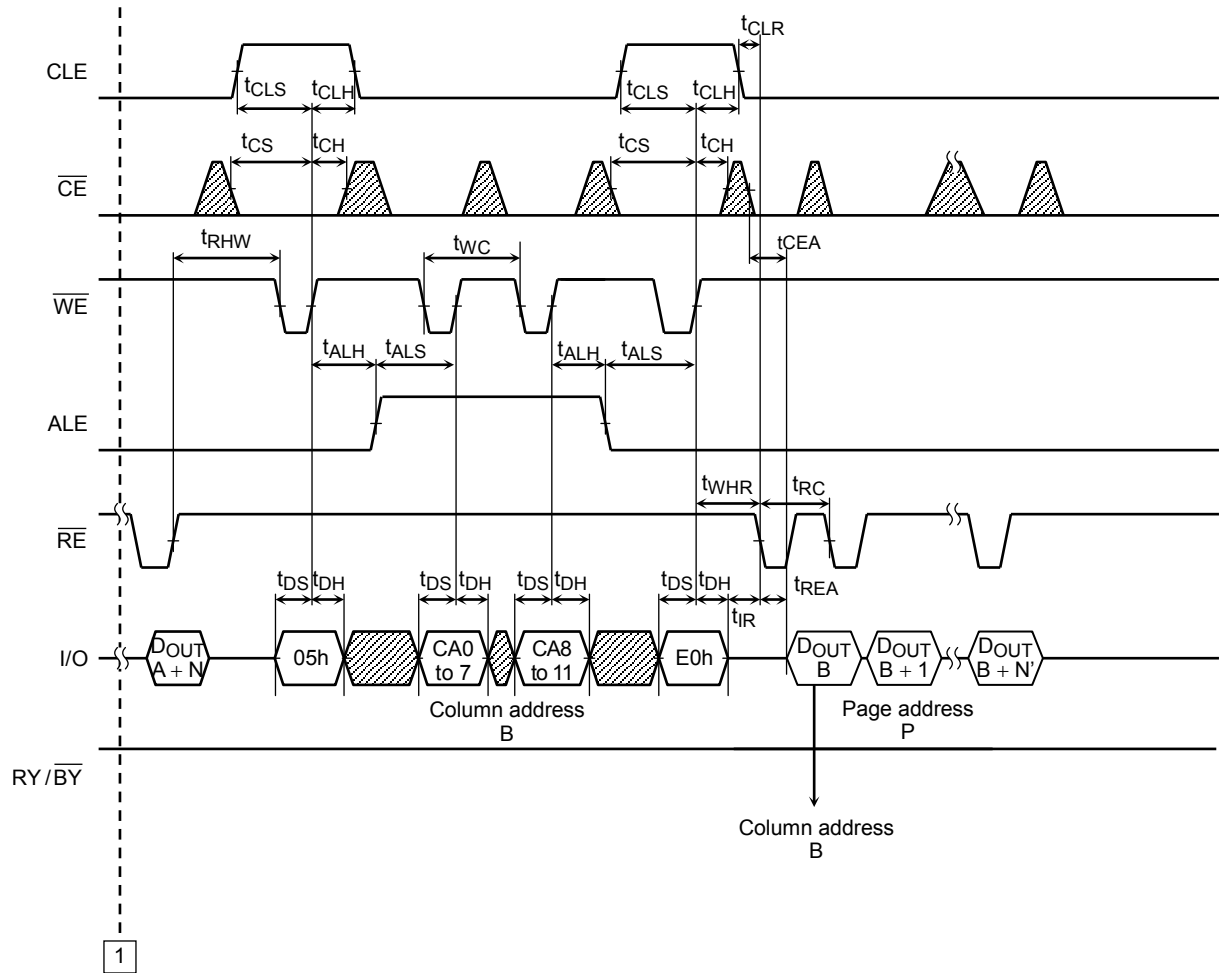 tCLR
CLE
tCLS tCLH tCLS tCLH
tCS tCH tCS tCH
CE
tCEA
tRHW tWC
WE
tALH tALS tALH tALS
ALE
tWHR tRC
RE
tDS tDH tDS tDH tDS tDH tDS tDH tIR tREA
I/O
DOUT A + N
05h
CA0 to 7
CA8 to 11
E0h
DOUT B
DOUT B + 1
DOUT B + N’
Column address
B
Page address
P
RY / BY
Column address
B
1